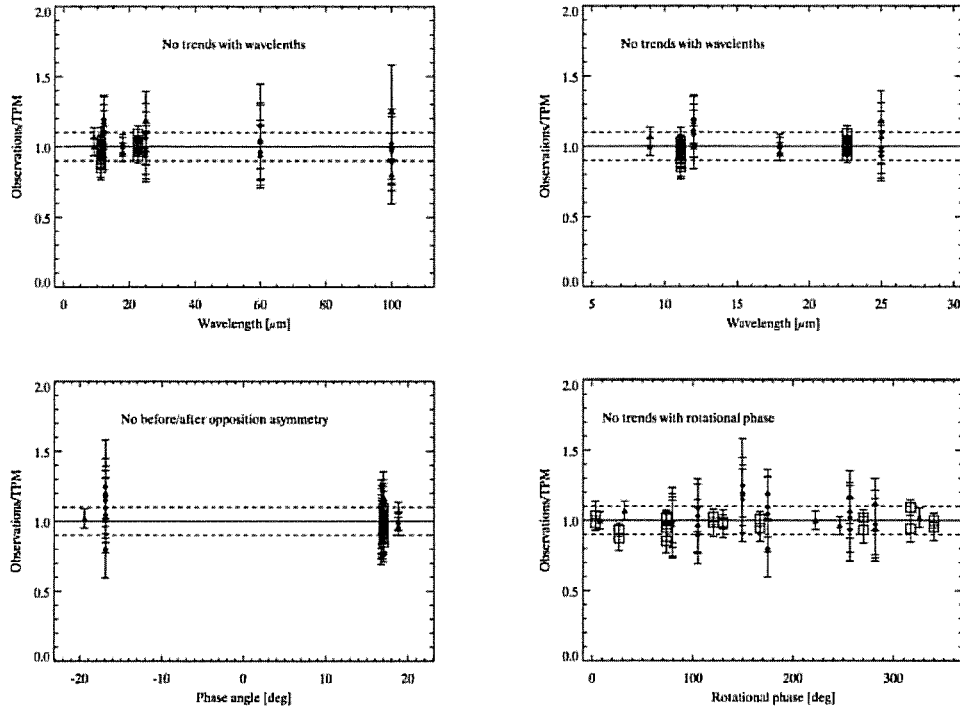 2.0
No trends with wavelenths
1.5
Observations/TPM
1.0
0.5
0.0
0 20 40 60 80 100
Wavelength [μm]
2.0
No trends with wavelenths
1.5
Observations/TPM
1.0
0.5
0.0
5 10 15 20 25 30
Wavelength [μm]
2.0
No before/after opposition asymmetry
1.5
Observations/TPM
1.0
0.5
0.0
-20 -10 0 10 20
Phase angle [deg]
2.0
No trends with rotational phase
1.5
Observations/TPM
1.0
0.5
0.0
0 100 200 300
Rotational phase [deg]